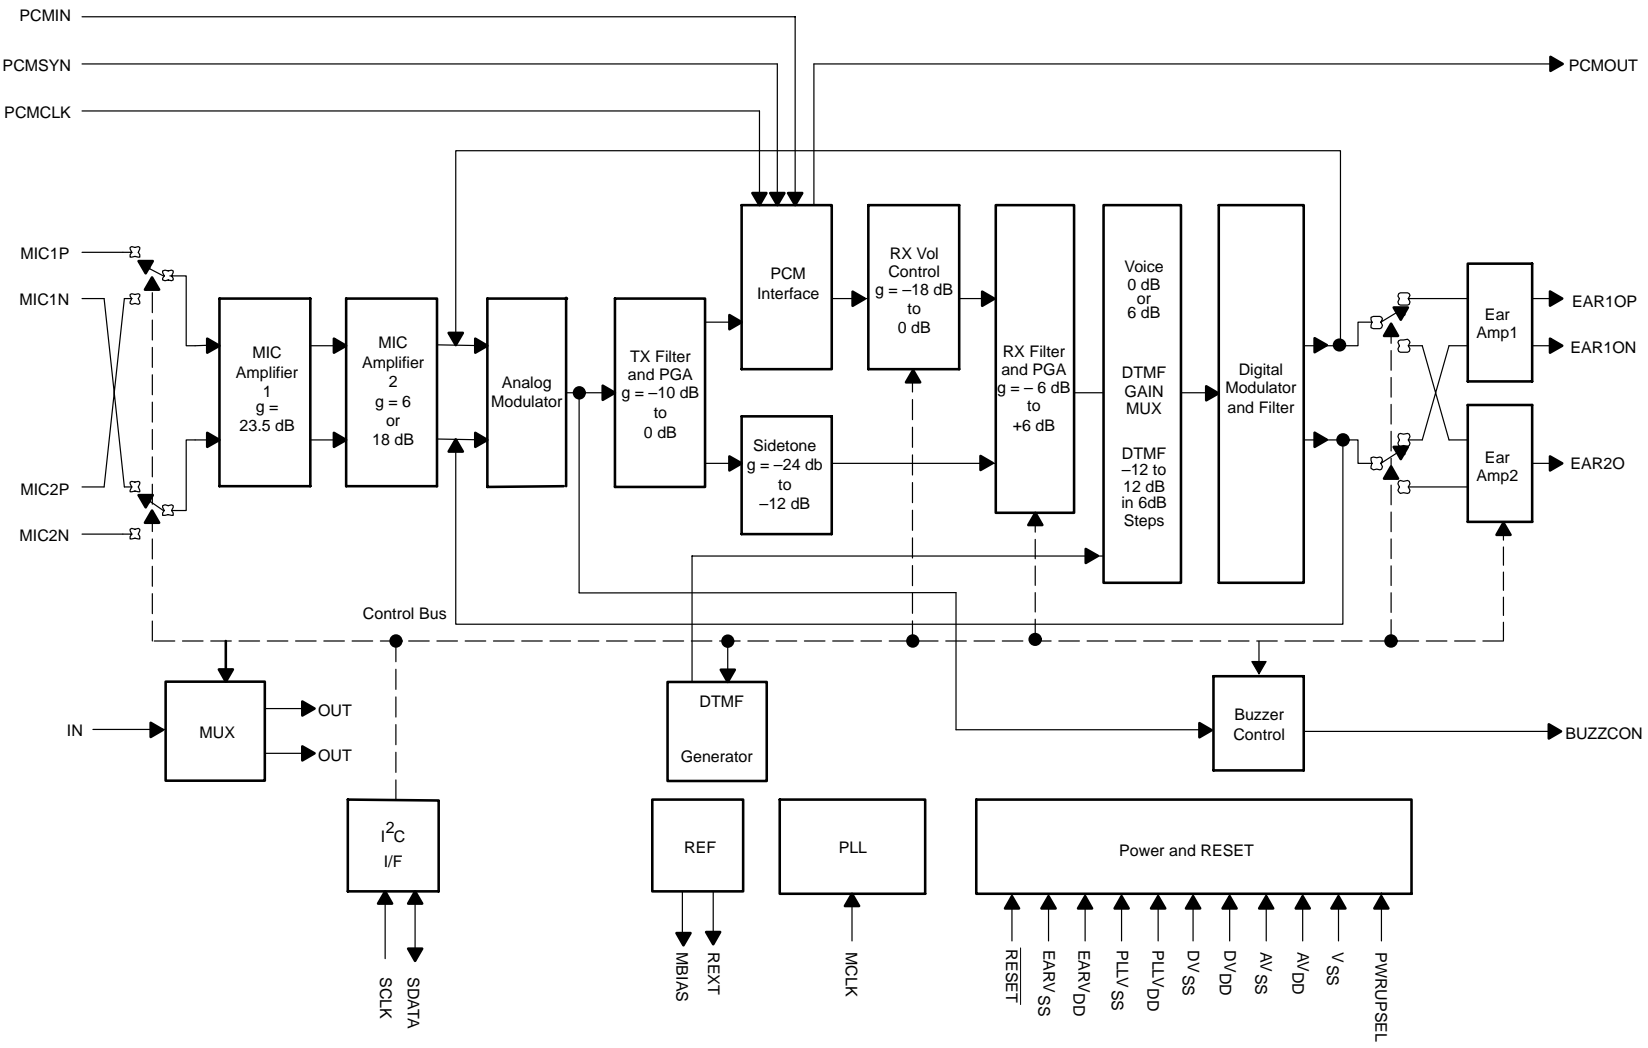 PCMIN
PCMSYN
PCMOUT
PCMCLK
MIC1P
MIC1N
MIC2P
MIC2N
MIC
Amplifier
1
g =
23.5 dB
MIC
Amplifier
2
g = 6
or
18 dB
Analog
Modulator
TX Filter
and PGA
g = –10 dB
to
0 dB
PCM
Interface
Sidetone
g = –24 db
to
–12 dB
RX Vol
Control
g = –18 dB
to
0 dB
RX Filter
and PGA
g = – 6 dB
to
+6 dB
Voice
0 dB
or
6 dB
DTMF
GAIN
MUX
DTMF
–12 to
12 dB
in 6dB
Steps
Digital
Modulator
and Filter
Ear
Amp1
Ear
Amp2
EAR1OP
EAR1ON
EAR2O
Control Bus
IN
MUX
OUT
OUT
DTMF
Generator
Buzzer
Control
BUZZCON
I2C
I/F
REF
PLL
Power and RESET
SCLK
SDATA
MBIAS
REXT
MCLK
RESET
EARVSS
EARVDD
PLLVSS
PLLVDD
DVSS
DVDD
AVSS
AVDD
VSS
PWRUPSEL